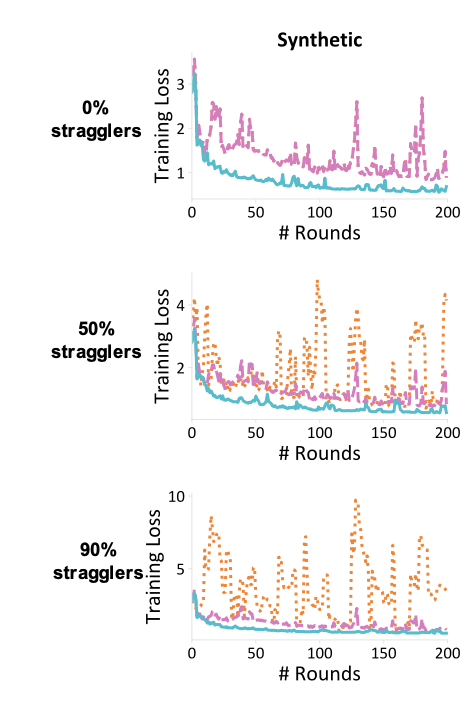 Synthetic
0%
stragglers
Training Loss
3
2
1
0 50 100 150 200
# Rounds
50%
stragglers
Training Loss
4
2
0 50 100 150 200
# Rounds
90%
stragglers
Training Loss
10
5
0 50 100 150 200
# Rounds